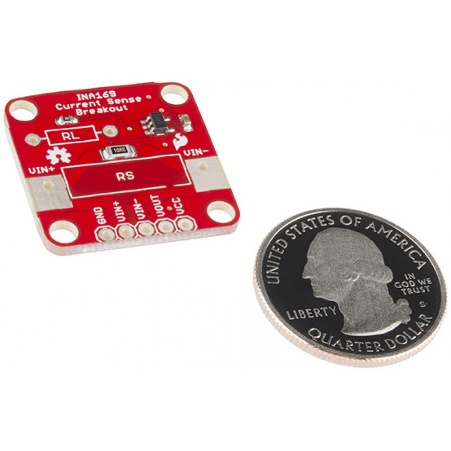 INA169
Current Sense
Breakout
RL
VIN+
VIN-
RS
GND
VIN+
VIN-
VOUT
VCC
UNITED STATES OF AMERICA
LIBERTY
IN
GOD WE
TRUST
S
QUARTER DOLLAR